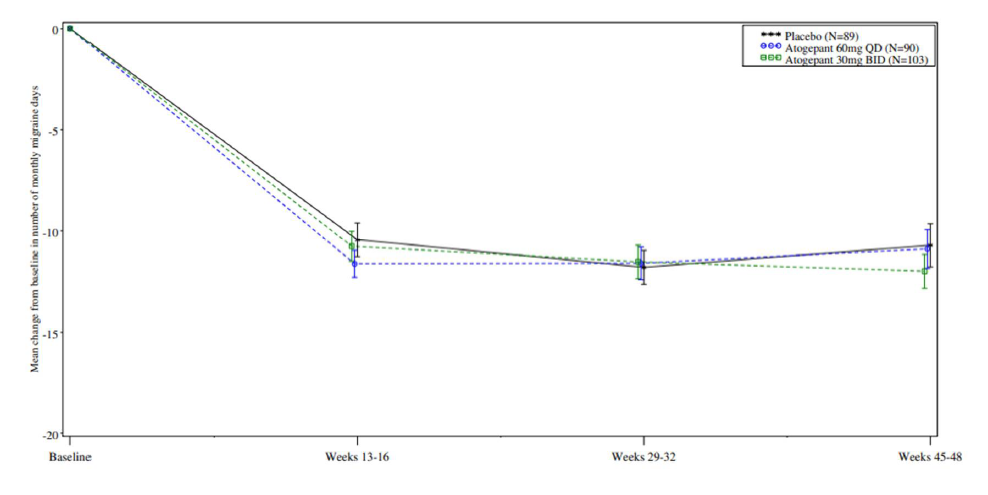 0
-5
-10
-15
-20
Mean change from baseline in number of monthly migraine days
Placebo (N=89)
Atogepant 60mg QD (N=90)
Atogepant 30mg BID (N=103)
Baseline
Weeks 13-16
Weeks 29-32
Weeks 45-48